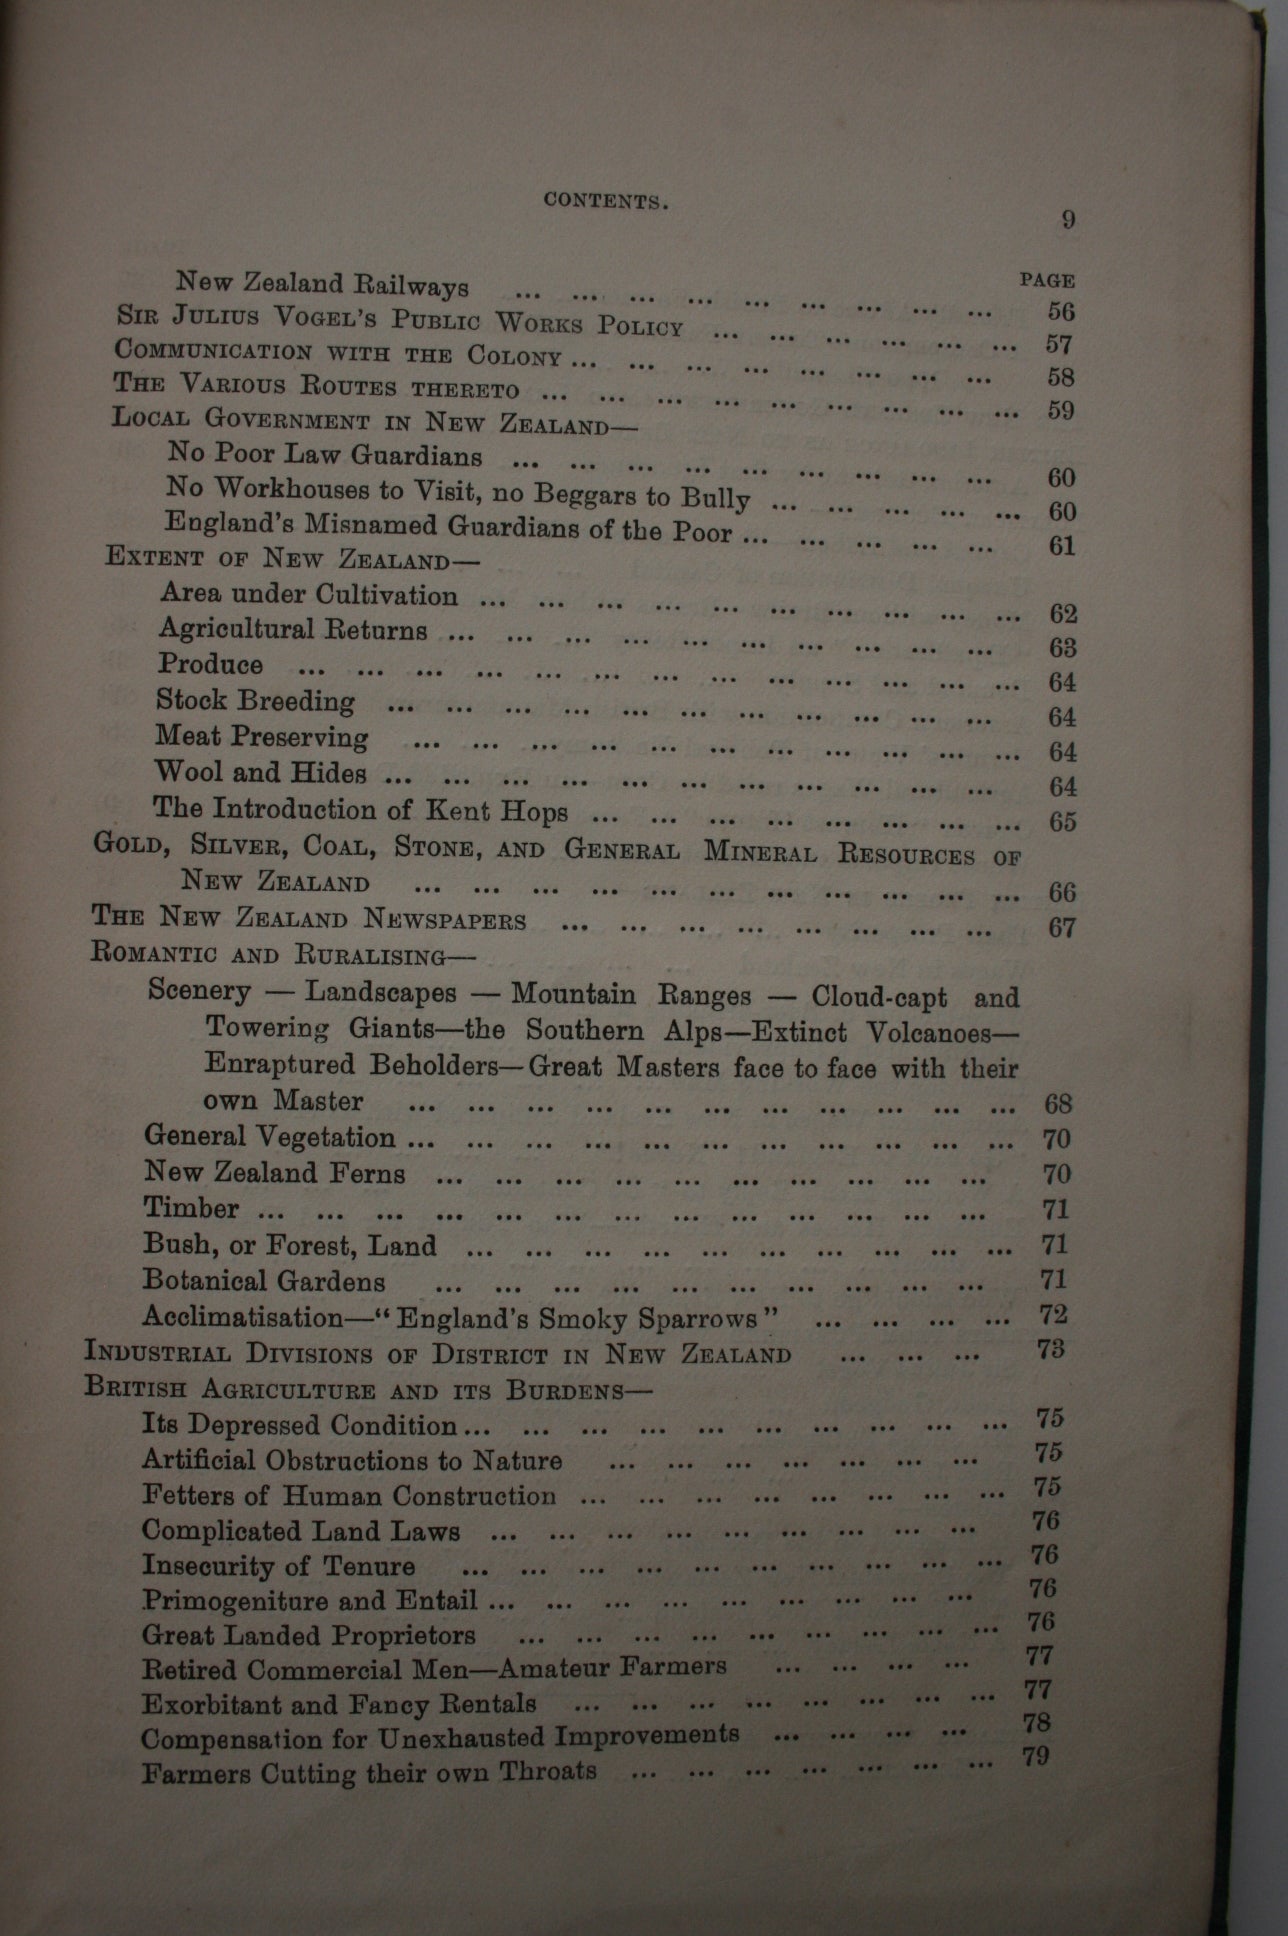 CONTENTS. 9
PAGE
New Zealand Railways ... ... ... ... ... ... ... ... ... 56
SIR JULIUS VOGEL'S PUBLIC WORKS POLICY ... ... ... ... ... ... 57
COMMUNICATION WITH THE COLONY ... ... ... ... ... ... ... ... 58
THE VARIOUS ROUTES THERETO ... ... ... ... ... ... ... ... ... 59
LOCAL GOVERNMENT IN NEW ZEALAND—
No Poor Law Guardians ... ... ... ... ... ... ... ... ... 60
No Workhouses to Visit, no Beggars to Bully ... ... ... ... ... 60
England's Misnamed Guardians of the Poor ... ... ... ... ... 61
EXTENT OF NEW ZEALAND—
Area under Cultivation ... ... ... ... ... ... ... ... ... ... 62
Agricultural Returns ... ... ... ... ... ... ... ... ... ... 63
Produce ... ... ... ... ... ... ... ... ... ... ... ... ... 64
Stock Breeding ... ... ... ... ... ... ... ... ... ... ... 64
Meat Preserving ... ... ... ... ... ... ... ... ... ... ... 64
Wool and Hides ... ... ... ... ... ... ... ... ... ... ... 64
The Introduction of Kent Hops ... ... ... ... ... ... ... ... 65
GOLD, SILVER, COAL, STONE, AND GENERAL MINERAL RESOURCES OF
NEW ZEALAND ... ... ... ... ... ... ... ... ... ... ... 66
THE NEW ZEALAND NEWSPAPERS ... ... ... ... ... ... ... ... 67
ROMANTIC AND RURALISING—
Scenery — Landscapes — Mountain Ranges — Cloud-capt and
Towering Giants—the Southern Alps—Extinct Volcanoes—
Enraptured Beholders—Great Masters face to face with their
own Master ... ... ... ... ... ... ... ... ... ... ... 68
General Vegetation ... ... ... ... ... ... ... ... ... ... ... 70
New Zealand Ferns ... ... ... ... ... ... ... ... ... ... 70
Timber ... ... ... ... ... ... ... ... ... ... ... ... ... 71
Bush, or Forest, Land ... ... ... ... ... ... ... ... ... ... 71
Botanical Gardens ... ... ... ... ... ... ... ... ... ... 71
Acclimatisation—"England's Smoky Sparrows" ... ... ... ... 72
INDUSTRIAL DIVISIONS OF DISTRICT IN NEW ZEALAND ... ... ... 73
BRITISH AGRICULTURE AND ITS BURDENS—
Its Depressed Condition ... ... ... ... ... ... ... ... ... ... 75
Artificial Obstructions to Nature ... ... ... ... ... ... ... 75
Fetters of Human Construction ... ... ... ... ... ... ... ... 75
Complicated Land Laws ... ... ... ... ... ... ... ... ... 76
Insecurity of Tenure ... ... ... ... ... ... ... ... ... ... 76
Primogeniture and Entail ... ... ... ... ... ... ... ... ... 76
Great Landed Proprietors ... ... ... ... ... ... ... ... ... 76
Retired Commercial Men—Amateur Farmers ... ... ... ... 77
Exorbitant and Fancy Rentals ... ... ... ... ... ... ... ... 77
Compensation for Unexhausted Improvements ... ... ... ... 78
Farmers Cutting their own Throats ... ... ... ... ... ... ... 79